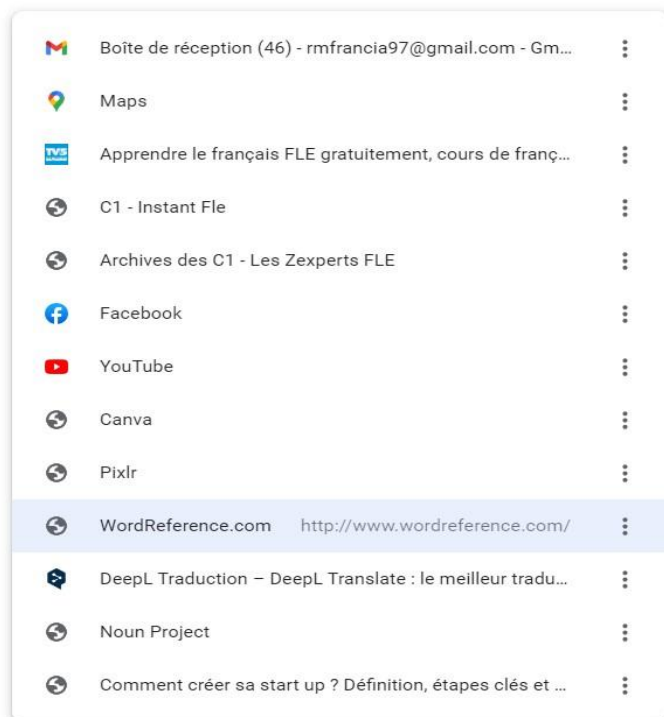 Boîte de réception (46) - rmfrancia97@gmail.com - Gm...
Maps
TV5
Apprendre le français FLE gratuitement, cours de franç...
C1 - Instant Fle
Archives des C1 - Les Zexperts FLE
Facebook
YouTube
Canva
Pixlr
WordReference.com http://www.wordreference.com/
DeepL Traduction – DeepL Translate : le meilleur tradu...
Noun Project
Comment créer sa start up ? Définition, étapes clés et ...